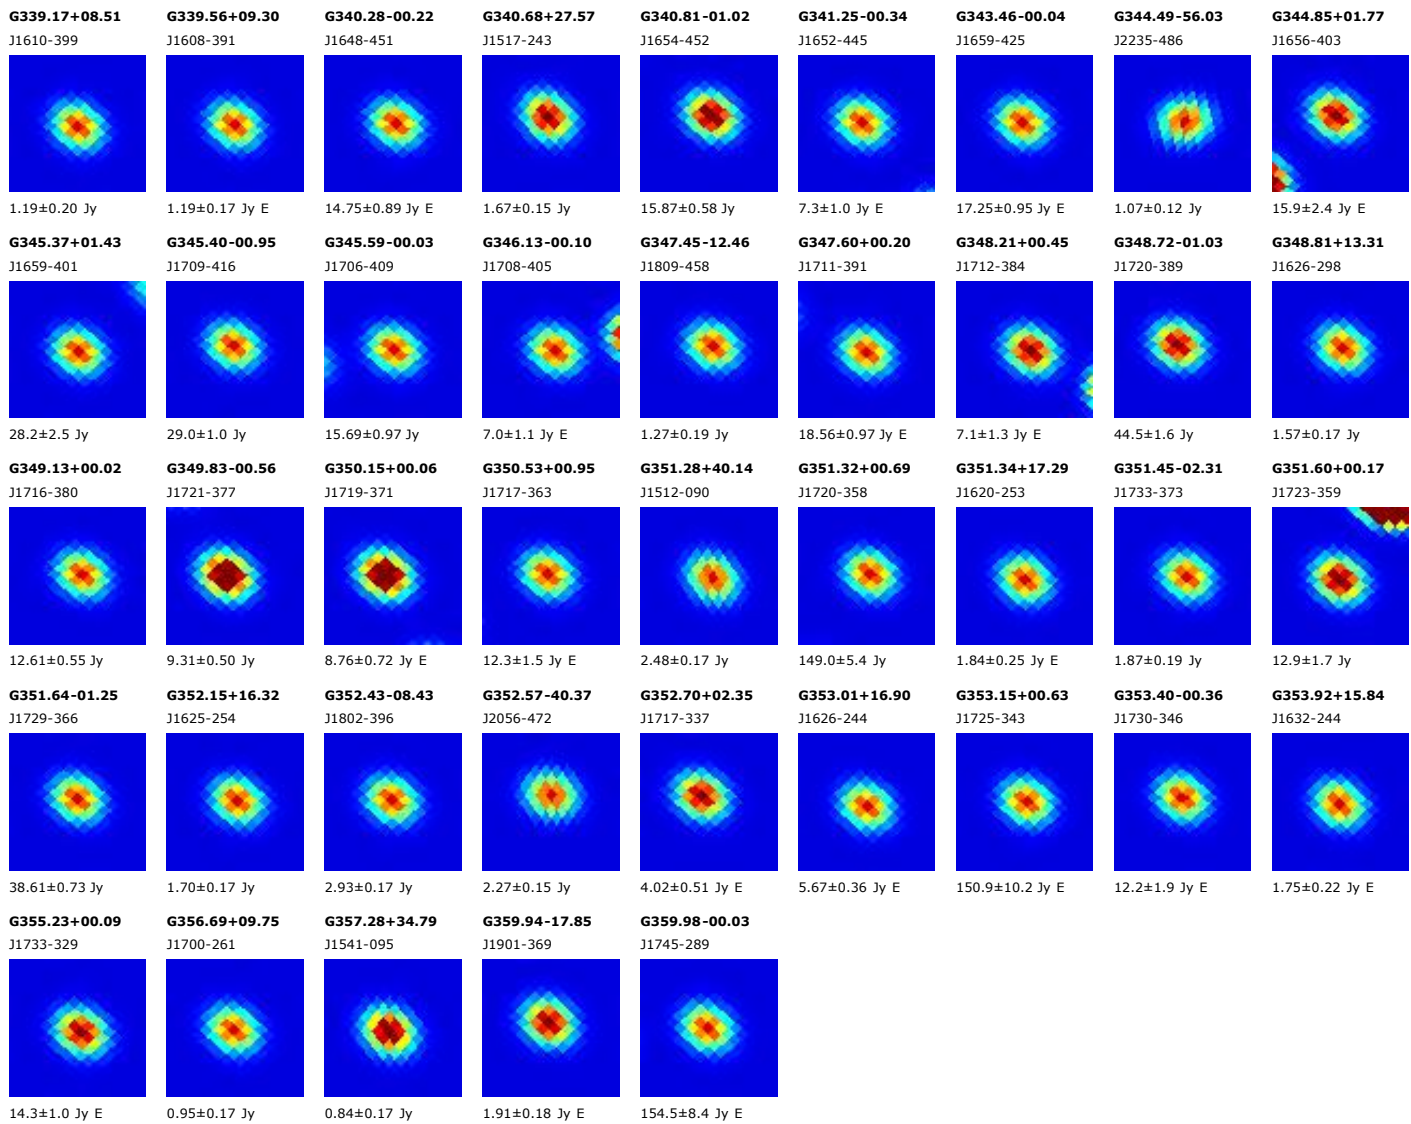 G339.17+08.51 G339.56+09.30 G340.28-00.22 G340.68+27.57 G340.81-01.02 G341.25-00.34 G343.46-00.04 G344.49-56.03 G344.85+01.77
J1610-399 J1608-391 J1648-451 J1517-243 J1654-452 J1652-445 J1659-425 J2235-486 J1656-403
1.19±0.20 Jy 1.19±0.17 Jy E 14.75±0.89 Jy E 1.67±0.15 Jy 15.87±0.58 Jy 7.3±1.0 Jy E 17.25±0.95 Jy E 1.07±0.12 Jy 15.9±2.4 Jy E
G345.37+01.43 G345.40-00.95 G345.59-00.03 G346.13-00.10 G347.45-12.46 G347.60+00.20 G348.21+00.45 G348.72-01.03 G348.81+13.31
J1659-401 J1709-416 J1706-409 J1708-405 J1809-458 J1711-391 J1712-384 J1720-389 J1626-298
28.2±2.5 Jy 29.0±1.0 Jy 15.69±0.97 Jy 7.0±1.1 Jy E 1.27±0.19 Jy 18.56±0.97 Jy E 7.1±1.3 Jy E 44.5±1.6 Jy 1.57±0.17 Jy
G349.13+00.02 G349.83-00.56 G350.15+00.06 G350.53+00.95 G351.28+40.14 G351.32+00.69 G351.34+17.29 G351.45-02.31 G351.60+00.17
J1716-380 J1721-377 J1719-371 J1717-363 J1512-090 J1720-358 J1620-253 J1733-373 J1723-359
12.61±0.55 Jy 9.31±0.50 Jy 8.76±0.72 Jy E 12.3±1.5 Jy E 2.48±0.17 Jy 149.0±5.4 Jy 1.84±0.25 Jy E 1.87±0.19 Jy 12.9±1.7 Jy
G351.64-01.25 G352.15+16.32 G352.43-08.43 G352.57-40.37 G352.70+02.35 G353.01+16.90 G353.15+00.63 G353.40-00.36 G353.92+15.84
J1729-366 J1625-254 J1802-396 J2056-472 J1717-337 J1626-244 J1725-343 J1730-346 J1632-244
38.61±0.73 Jy 1.70±0.17 Jy 2.93±0.17 Jy 2.27±0.15 Jy 4.02±0.51 Jy E 5.67±0.36 Jy E 150.9±10.2 Jy E 12.2±1.9 Jy E 1.75±0.22 Jy E
G355.23+00.09 G356.69+09.75 G357.28+34.79 G359.94-17.85 G359.98-00.03
J1733-329 J1700-261 J1541-095 J1901-369 J1745-289
14.3±1.0 Jy E 0.95±0.17 Jy 0.84±0.17 Jy 1.91±0.18 Jy E 154.5±8.4 Jy E